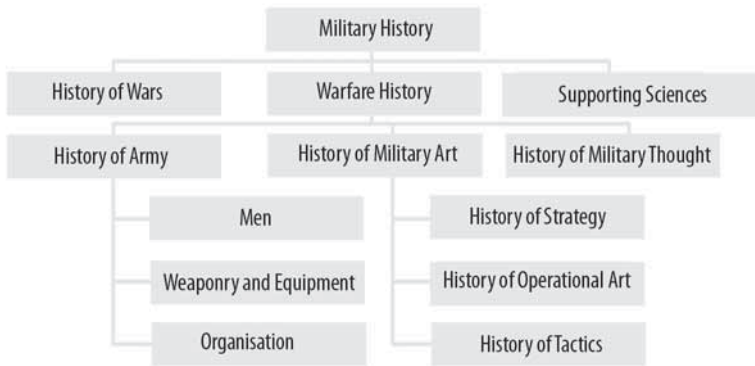 Military History
History of Wars
Warfare History
Supporting Sciences
History of Army
History of Military Art
History of Military Thought
Men
History of Strategy
Weaponry and Equipment
History of Operational Art
Organisation
History of Tactics